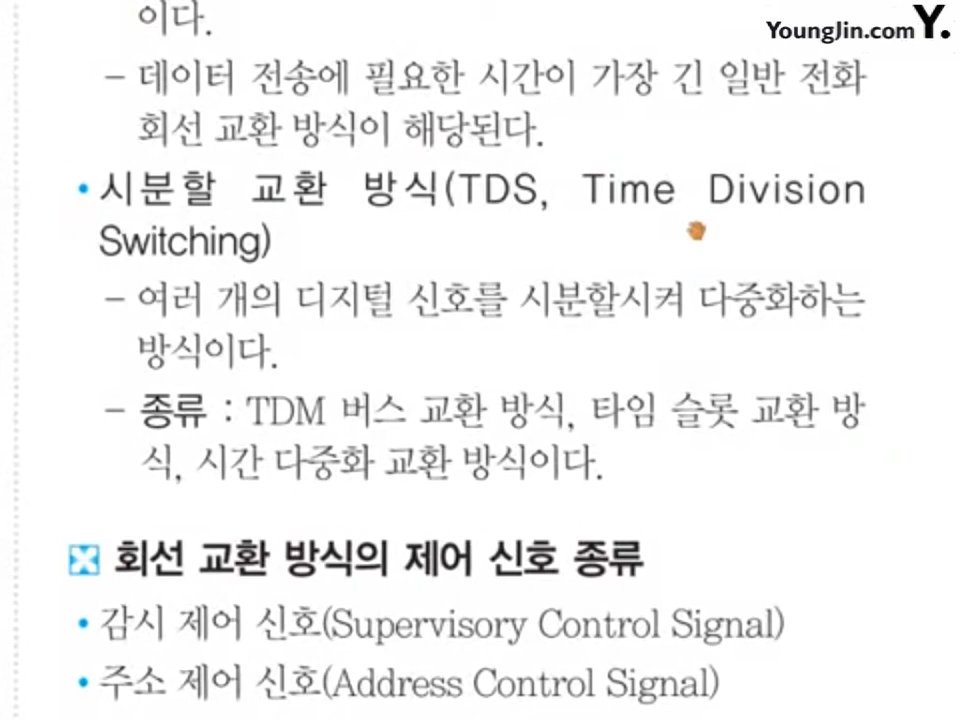 이다.
YoungJin.com Y.
– 데이터 전송에 필요한 시간이 가장 긴 일반 전화
회선 교환 방식이 해당된다.
• 시분할 교환 방식(TDS, Time Division
Switching)
– 여러 개의 디지털 신호를 시분할시켜 다중화하는
방식이다.
– 종류 : TDM 버스 교환 방식, 타임 슬롯 교환 방
식, 시간 다중화 교환 방식이다.
회선 교환 방식의 제어 신호 종류
• 감시 제어 신호(Supervisory Control Signal)
• 주소 제어 신호(Address Control Signal)